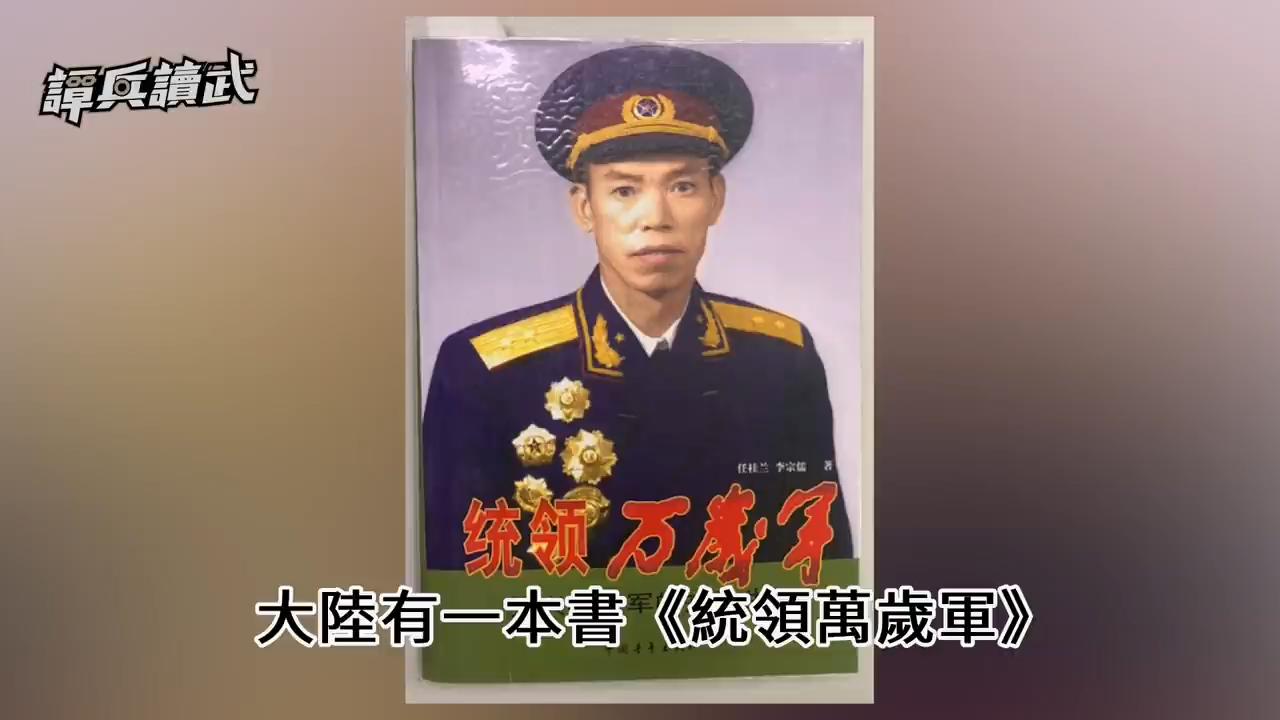 譚兵讀武
任桂兰 李宗儒 著
统领万岁军
大陸有一本書《統領萬歲軍》